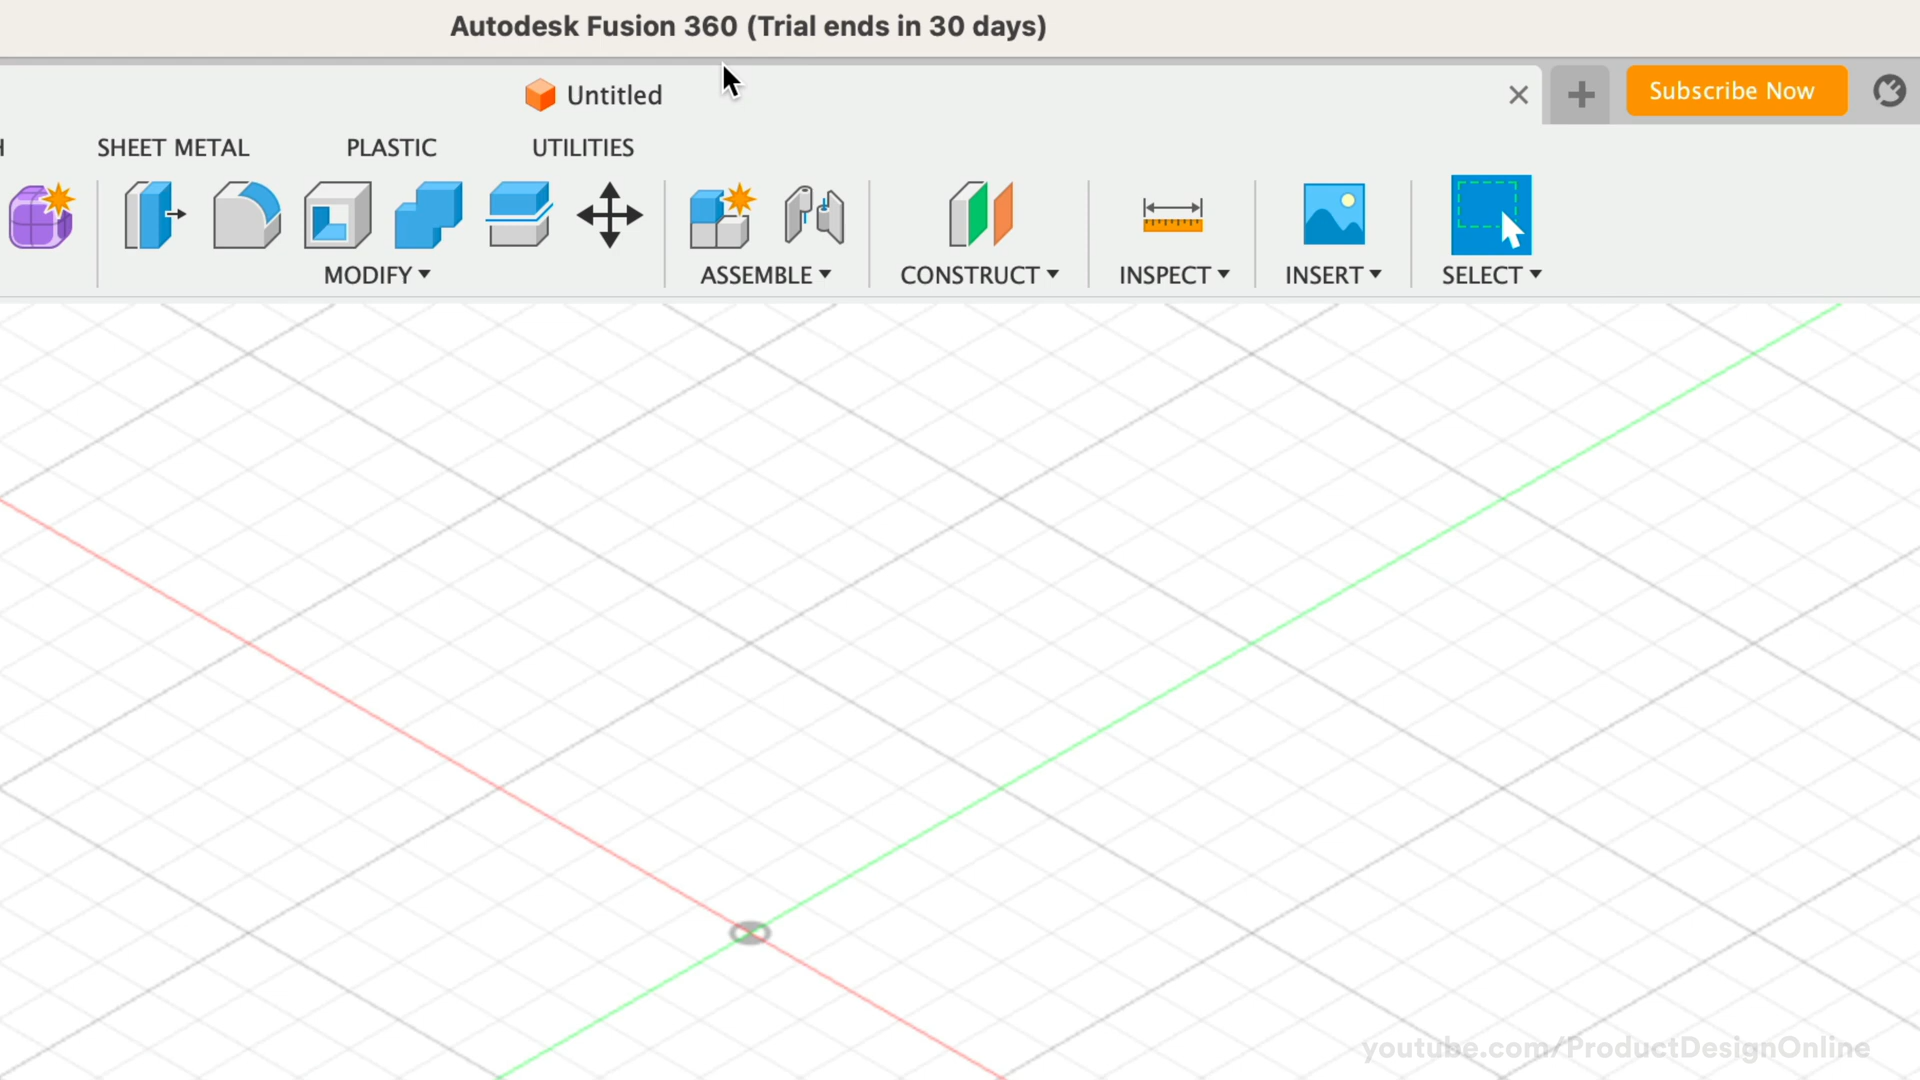 Autodesk Fusion 360 (Trial ends in 30 days)
Untitled
Subscribe Now
SHEET METAL PLASTIC UTILITIES
MODIFY ASSEMBLE CONSTRUCT INSPECT INSERT SELECT
youtube.com/ProductDesignOnline